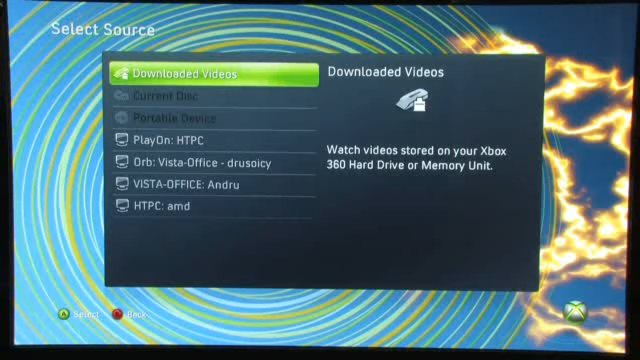 Select Source
Downloaded Videos
Current Disc
Portable Device
PlayOn: HTPC
Orb: Vista-Office - drusoicy
VISTA-OFFICE: Andru
HTPC: amd
Downloaded Videos
Watch videos stored on your Xbox
360 Hard Drive or Memory Unit.
A Select B Back